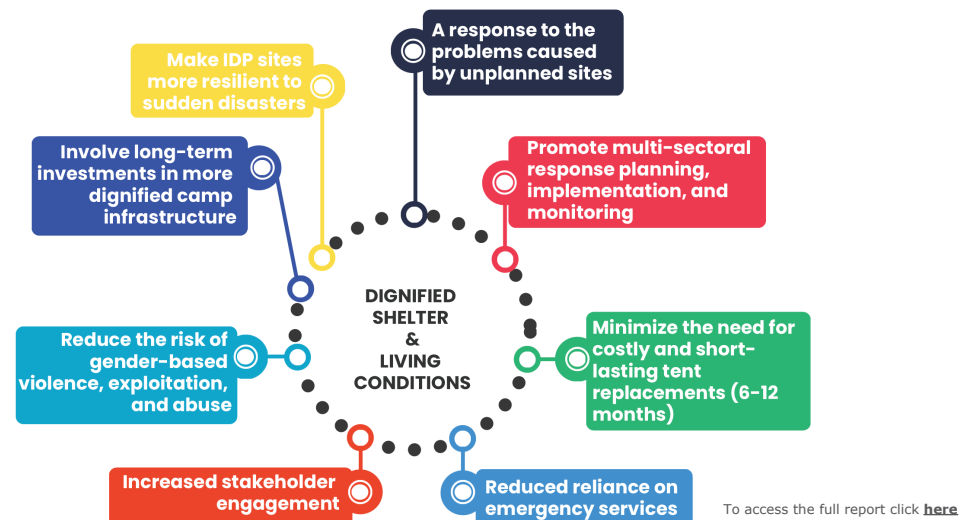 A response to the
problems caused
by unplanned sites
Make IDP sites
more resilient to
sudden disasters
Involve long-term
investments in more
dignified camp
infrastructure
Promote multi-sectoral
response planning,
implementation, and
monitoring
DIGNIFIED
SHELTER
&
LIVING
CONDITIONS
Reduce the risk of
gender-based
violence, exploitation,
and abuse
Minimize the need for
costly and short-
lasting tent
replacements (6-12
months)
Increased stakeholder
engagement
Reduced reliance on
emergency services
To access the full report click here